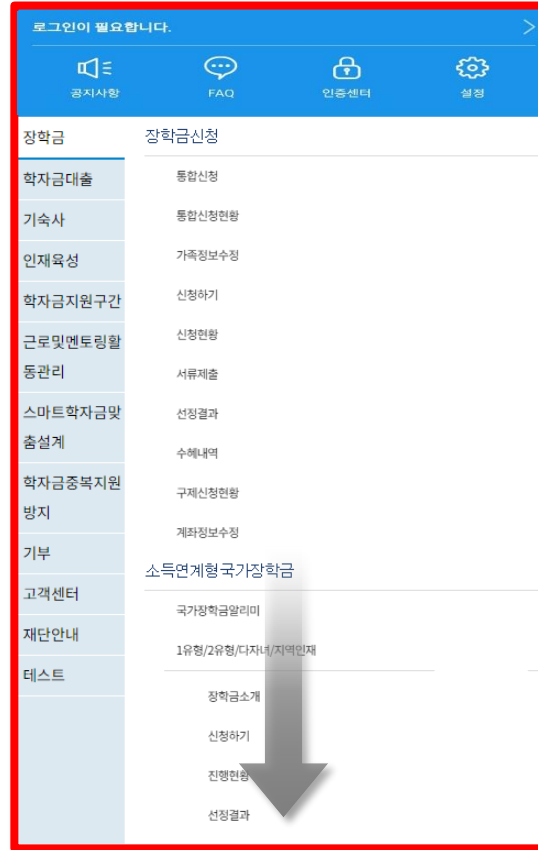 로그인이 필요합니다.
공지사항
FAQ
인증센터
설정
장학금
학자금대출
기숙사
인재육성
학자금지원구간
근로및멘토링활
동관리
스마트학자금맞
춤설계
학자금중복지원
방지
기부
고객센터
재단안내
테스트
장학금신청
통합신청
통합신청현황
가족정보수정
신청하기
신청현황
서류제출
선정결과
수혜내역
구제신청현황
계좌정보수정
소득연계형국가장학금
국가장학금알리미
1유형/2유형/다자녀/지역인재
장학금소개
신청하기
진행현황
선정결과